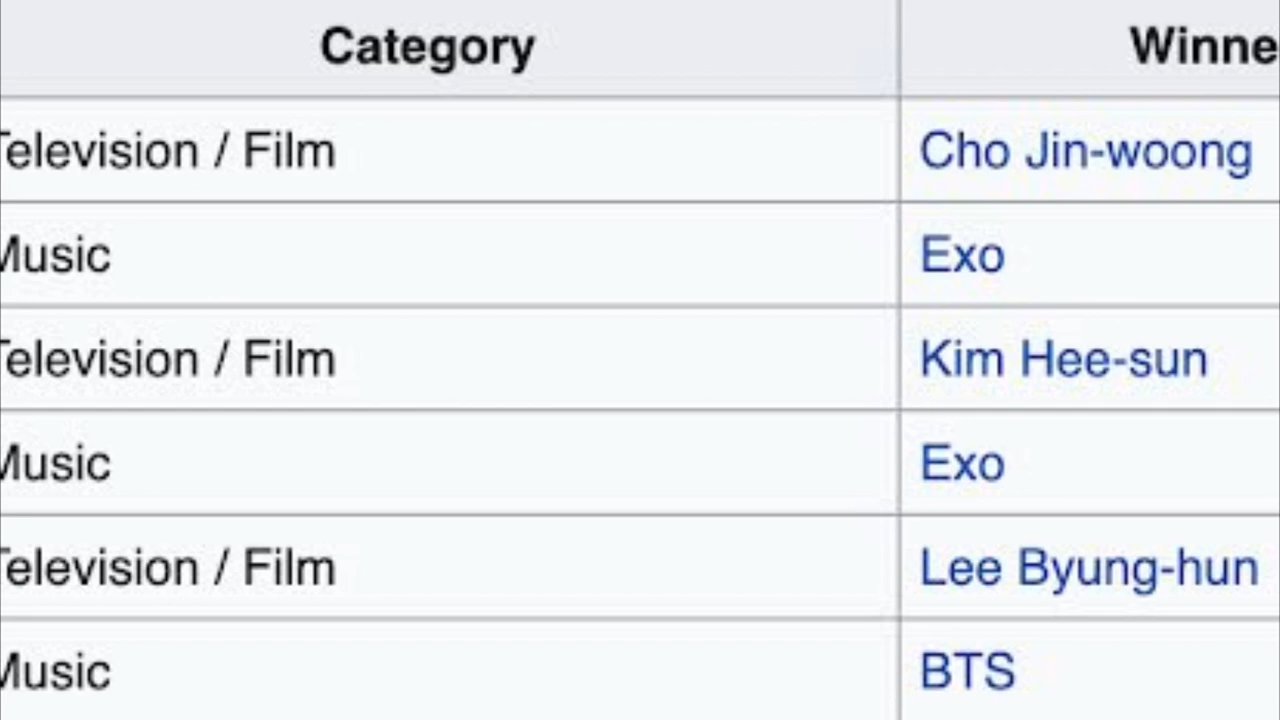 Category Winne
Television / Film Cho Jin-woong
Music Exo
Television / Film Kim Hee-sun
Music Exo
Television / Film Lee Byung-hun
Music BTS